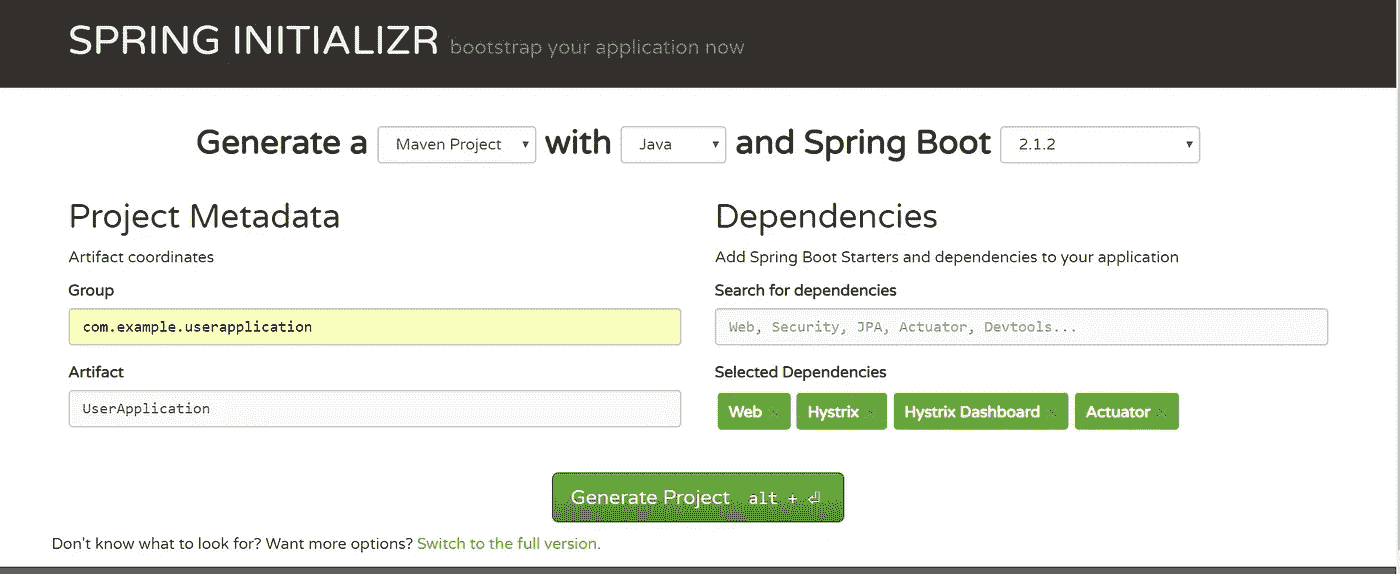 SPRING INITIALIZR bootstrap your application now
Generate a Maven Project with Java and Spring Boot 2.1.2
Project Metadata
Artifact coordinates
Group
com.example.userapplication
Artifact
UserApplication
Dependencies
Add Spring Boot Starters and dependencies to your application
Search for dependencies
Web, Security, JPA, Actuator, Devtools...
Selected Dependencies
Web × Hystrix × Hystrix Dashboard × Actuator ×
Generate Project alt + ⏎
Don't know what to look for? Want more options? Switch to the full version.